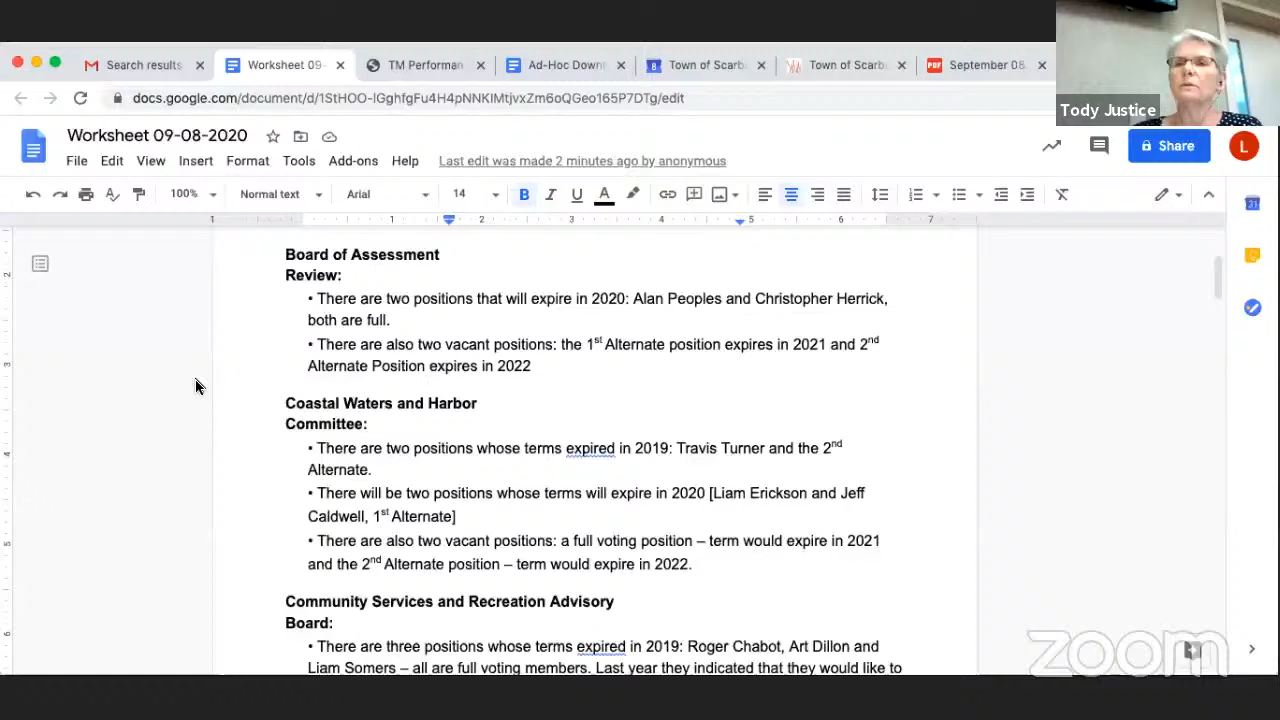 Search results
Worksheet 09-
TM Performan
Ad-Hoc Down
Town of Scarb
Town of Scarb
September 08
docs.google.com/document/d/1StHOO-lGghfgFu4H4pNNKIMtjvxZm6oQGeo165P7DTg/edit
Tody Justice
Worksheet 09-08-2020
File Edit View Insert Format Tools Add-ons Help Last edit was made 2 minutes ago by anonymous
Share
L
100% Normal text Arial 14 B I U A
1 1 2 3 4 5 6 7
31
Board of Assessment
Review:
• There are two positions that will expire in 2020: Alan Peoples and Christopher Herrick,
both are full.
• There are also two vacant positions: the 1st Alternate position expires in 2021 and 2nd
Alternate Position expires in 2022
Coastal Waters and Harbor
Committee:
• There are two positions whose terms expired in 2019: Travis Turner and the 2nd
Alternate.
• There will be two positions whose terms will expire in 2020 [Liam Erickson and Jeff
Caldwell, 1st Alternate]
• There are also two vacant positions: a full voting position – term would expire in 2021
and the 2nd Alternate position – term would expire in 2022.
Community Services and Recreation Advisory
Board:
• There are three positions whose terms expired in 2019: Roger Chabot, Art Dillon and
Liam Somers – all are full voting members. Last year they indicated that they would like to
zoom